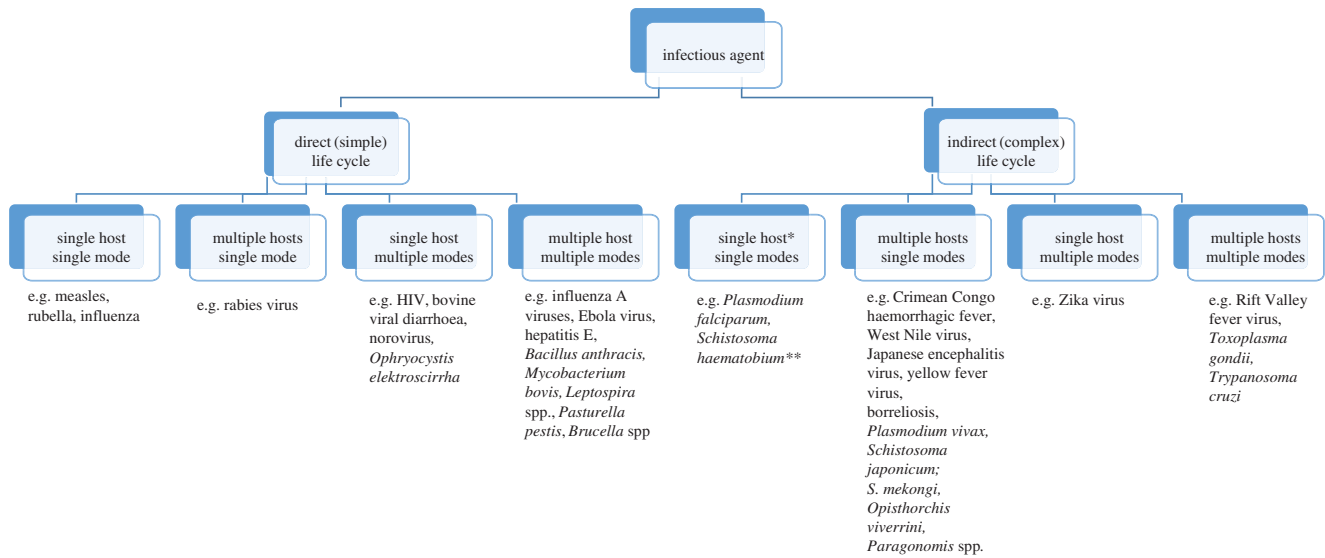 infectious agent
direct (simple)
life cycle
indirect (complex)
life cycle
single host
single mode
multiple hosts
single mode
single host
multiple modes
multiple host
multiple modes
single host*
single modes
multiple hosts
single modes
single host
multiple modes
multiple hosts
multiple modes
e.g. measles,
rubella, influenza
e.g. rabies virus
e.g. HIV, bovine
viral diarrhoea,
norovirus,
Ophryocystis
elektroscirrha
e.g. influenza A
viruses, Ebola virus,
hepatitis E,
Bacillus anthracis,
Mycobacterium
bovis, Leptospira
spp., Pasturella
pestis, Brucella spp
e.g. Plasmodium
falciparum,
Schistosoma
haematobium**
e.g. Crimean Congo
haemorrhagic fever,
West Nile virus,
Japanese encephalitis
virus, yellow fever
virus,
borreliosis,
Plasmodium vivax,
Schistosoma
japonicum;
S. mekongi,
Opisthorchis
viverrini,
Paragonomis spp.
e.g. Zika virus
e.g. Rift Valley
fever virus,
Toxoplasma
gondii,
Trypanosoma
cruzi